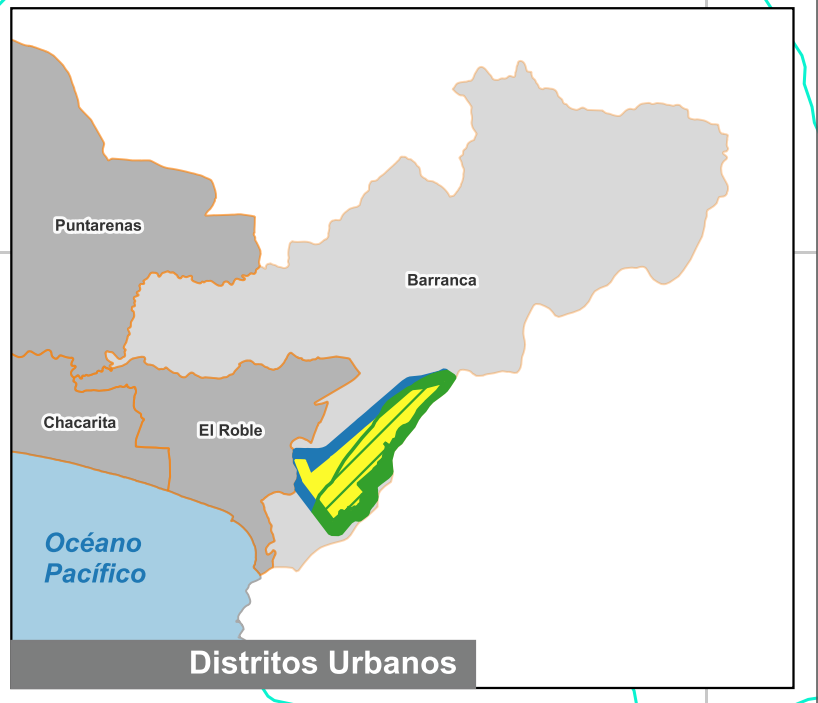 Puntarenas
Barranca
Chacarita
El Roble
Océano
Pacífico
Distritos Urbanos